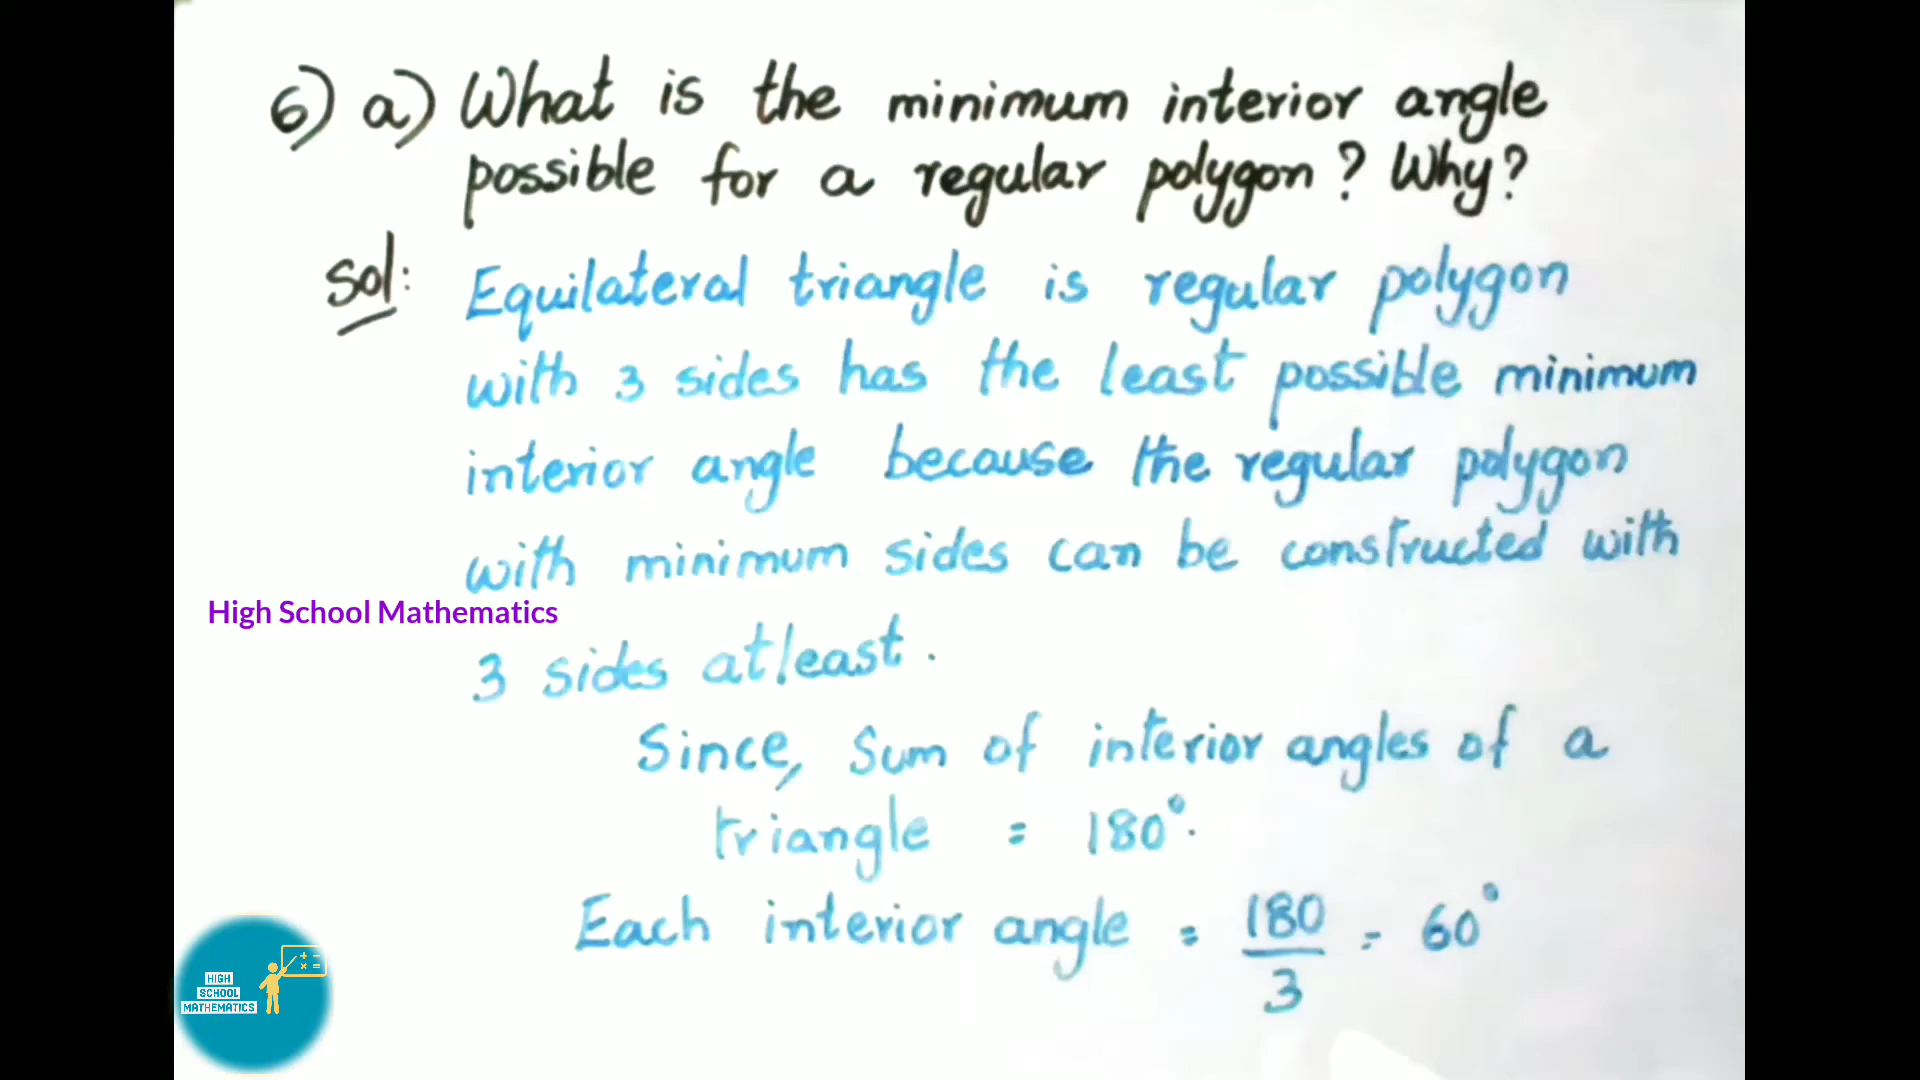 6) a) What is the minimum interior angle
possible for a regular polygon? Why?
Sol: Equilateral triangle is regular polygon
with 3 sides has the least possible minimum
interior angle because the regular polygon
with minimum sides can be constructed with
High School Mathematics
3 sides atleast.
Since, Sum of interior angles of a
triangle = 180°.
Each interior angle = 180/3 = 60°
HIGH
SCHOOL
MATHEMATICS